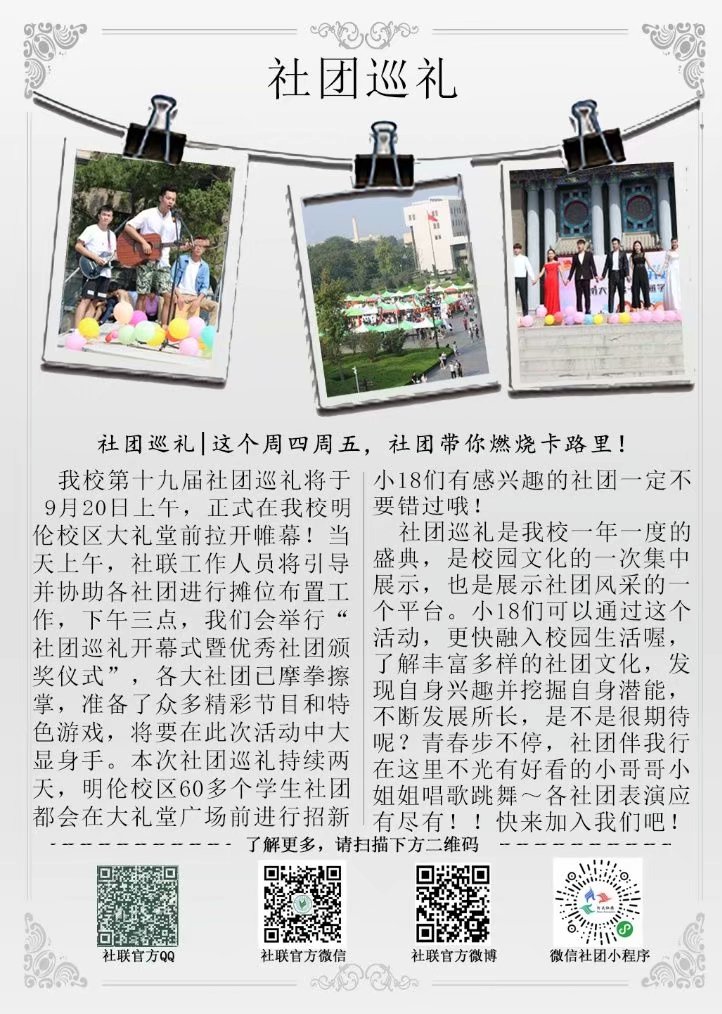 社团巡礼
社团巡礼|这个周四周五，社团带你燃烧卡路里！
我校第十九届社团巡礼将于
9月20日上午，正式在我校明
伦校区大礼堂前拉开帷幕！当
天上午，社联工作人员将引导
并协助各社团进行摊位布置工
作，下午三点，我们会举行“
社团巡礼开幕式暨优秀社团颁
奖仪式”，各大社团己摩拳擦
掌，准备了众多精彩节目和特
色游戏，将要在此次活动中大
显身手。本次社团巡礼持续两
天，明伦校区60多个学生社团
都会在大礼堂广场前进行招新
小18们有感兴趣的社团一定不
要错过哦！
社团巡礼是我校一年一度的
盛典，是校园文化的一次集中
展示，也是展示社团风采的一
个平台。小18们可以通过这个
活动，更快融入校园生活喔，
了解丰富多样的社团文化，发
现自身兴趣并挖掘自身潜能，
不断发展所长，是不是很期待
呢？青春步不停，社团伴我行
在这里不光有好看的小哥哥小
姐姐唱歌跳舞～各社团表演应
有尽有！！快来加入我们吧！
了解更多，请扫描下方二维码
社联官方QQ
社联官方微信
社联官方微博
微信社团小程序